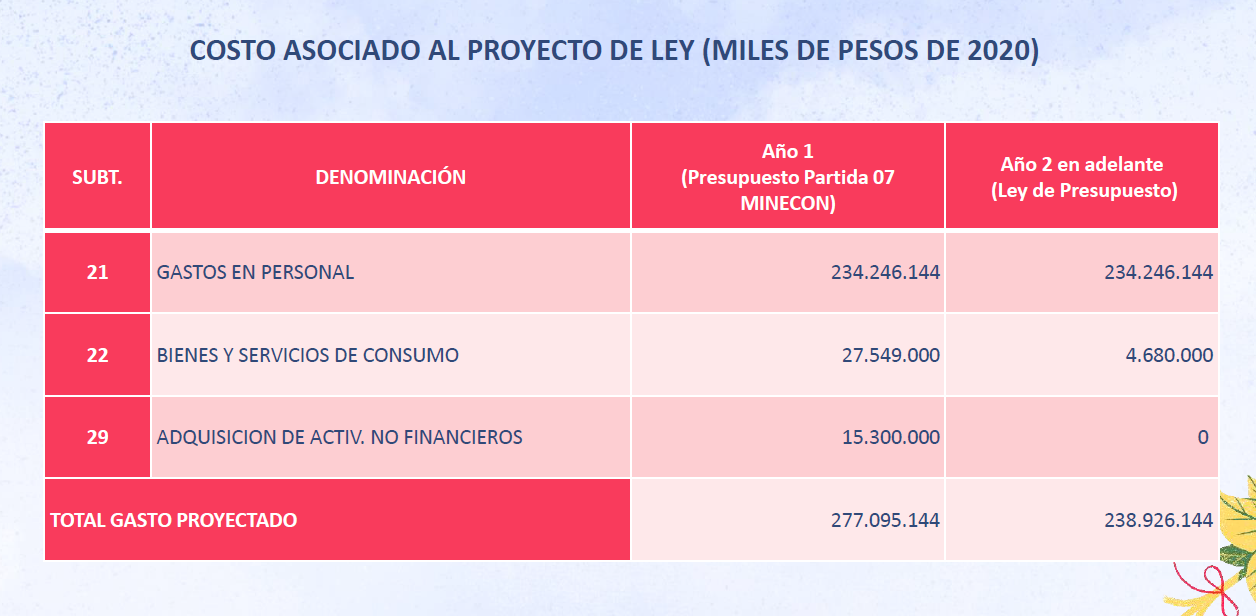 COSTO ASOCIADO AL PROYECTO DE LEY (MILES DE PESOS DE 2020)
SUBT.
DENOMINACIÓN
Año 1
(Presupuesto Partida 07
MINECON)
Año 2 en adelante
(Ley de Presupuesto)
21 GASTOS EN PERSONAL 234.246.144 234.246.144
22 BIENES Y SERVICIOS DE CONSUMO 27.549.000 4.680.000
29 ADQUISICION DE ACTIV. NO FINANCIEROS 15.300.000 0
TOTAL GASTO PROYECTADO 277.095.144 238.926.144